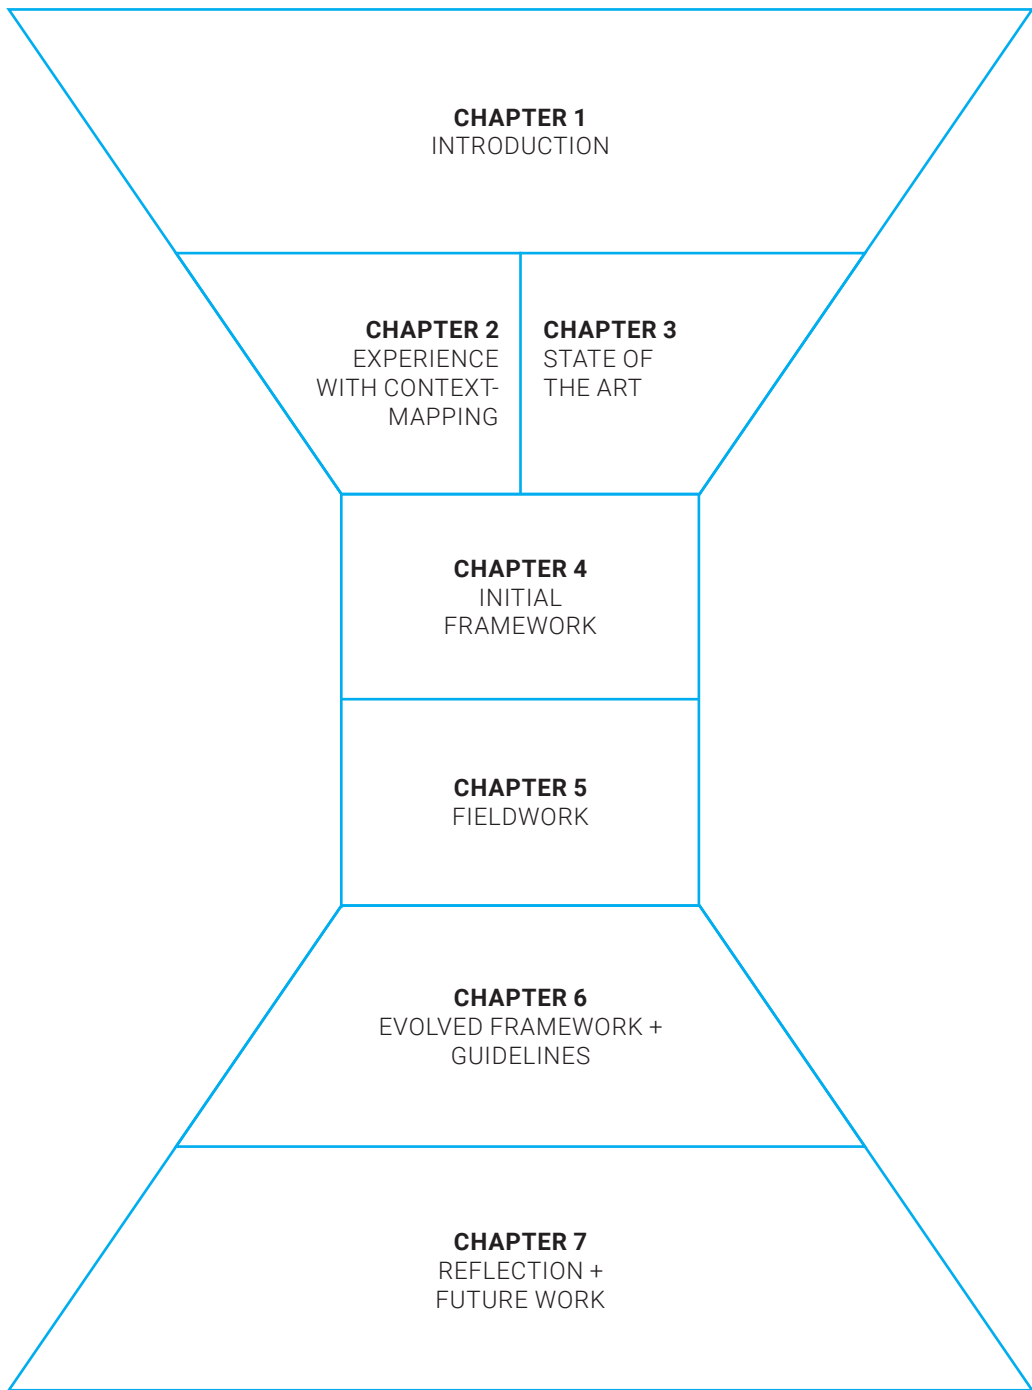 CHAPTER 1
INTRODUCTION
CHAPTER 2
EXPERIENCE
WITH CONTEXT-
MAPPING
CHAPTER 3
STATE OF
THE ART
CHAPTER 4
INITIAL
FRAMEWORK
CHAPTER 5
FIELDWORK
CHAPTER 6
EVOLVED FRAMEWORK +
GUIDELINES
CHAPTER 7
REFLECTION +
FUTURE WORK